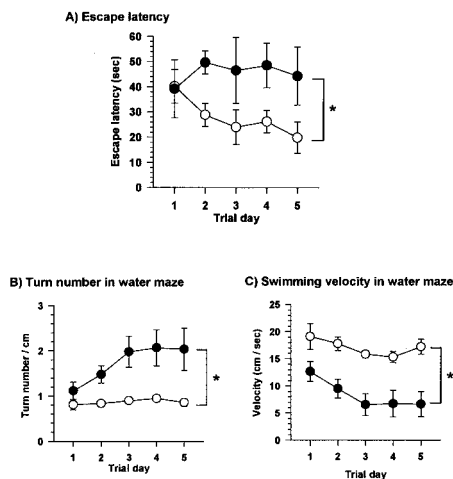 A) Escape latency
Escape latency (sec)
60
50
40
30
20
10
0
1 2 3 4 5
Trial day
*
B) Turn number in water maze
Turn number / cm
3
2
1
0
1 2 3 4 5
Trial day
*
C) Swimming velocity in water maze
Velocity (cm / sec)
25
20
15
10
5
0
1 2 3 4 5
Trial day
*